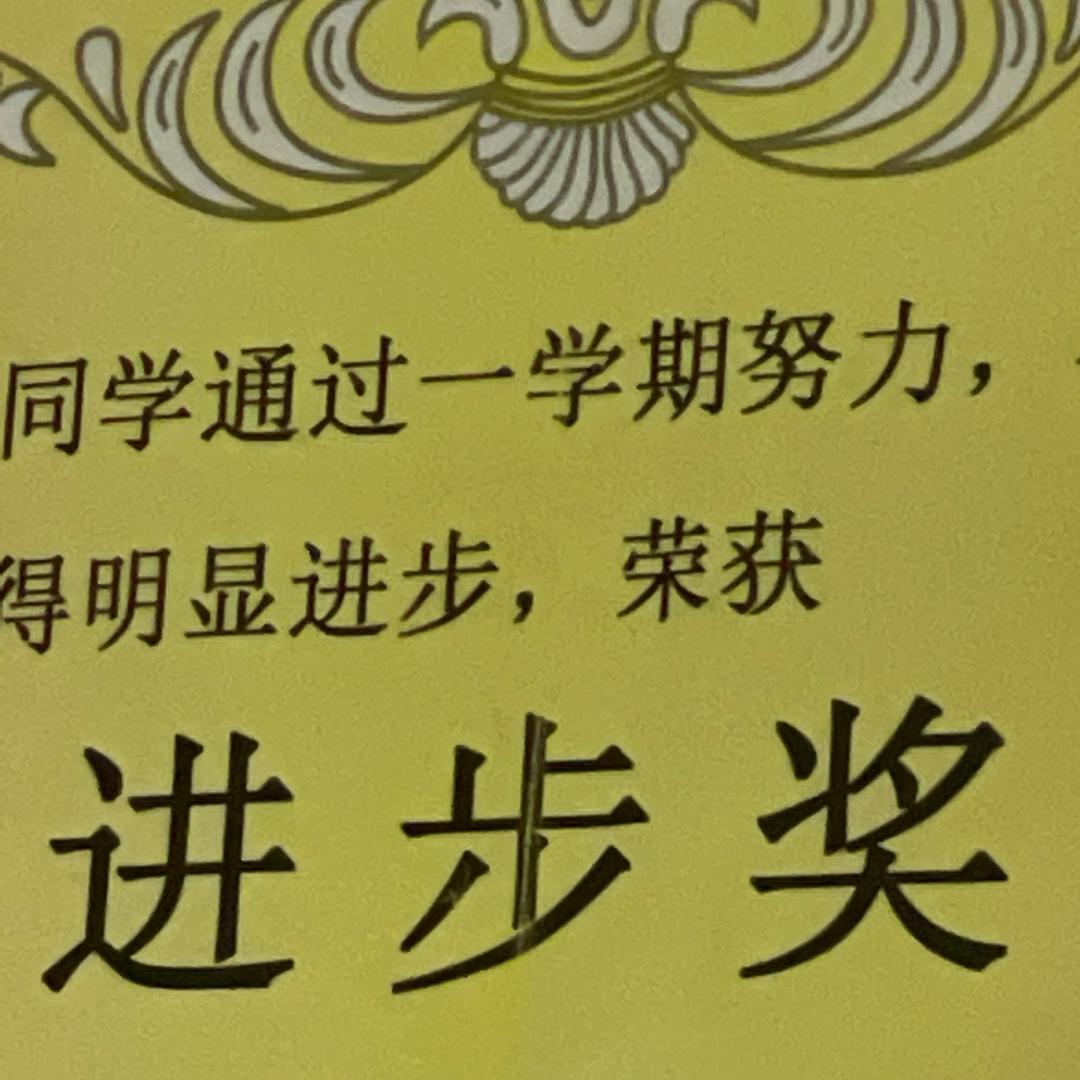 同学通过一学期努力，
得明显进步，荣获
进步奖